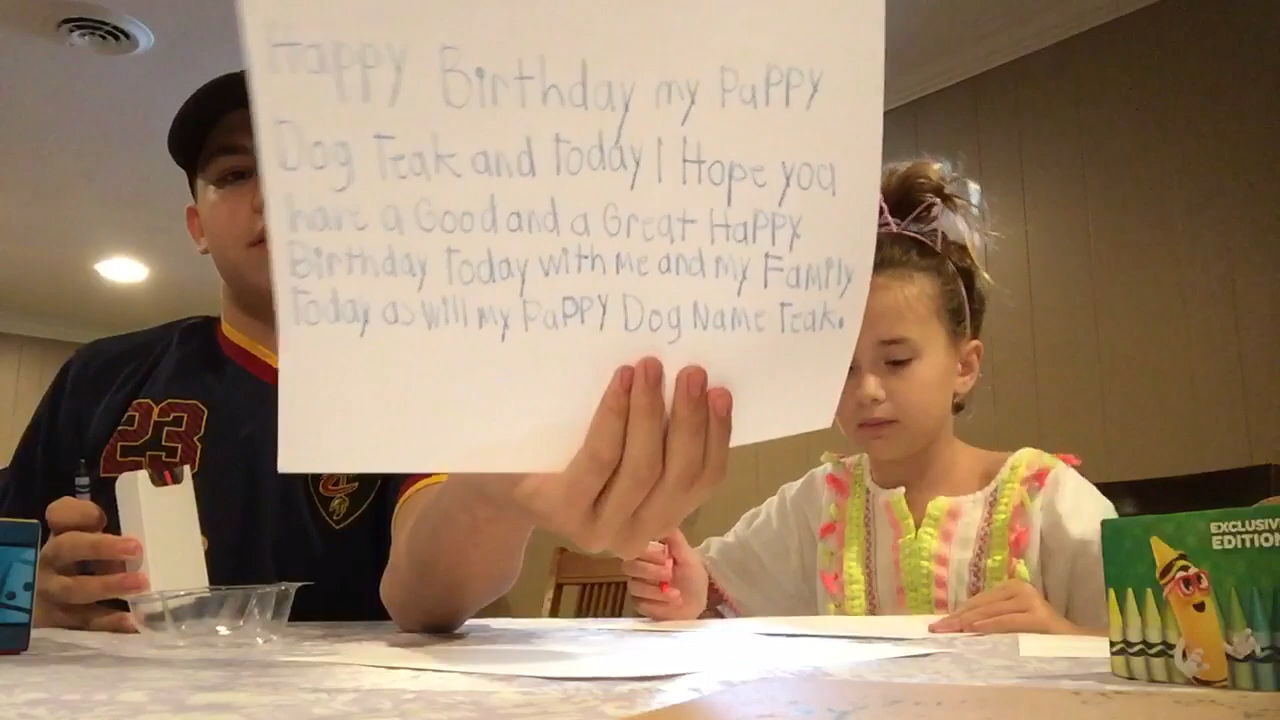 Happy Birthday my PaPPY
Dog Teak and Today I Hope you
have a Good and a Great HaPPY
Birthday Today with Me and my Family
Today as will my PaPPY Dog Name Teak.
23
C
EXCLUSIVE
EDITION